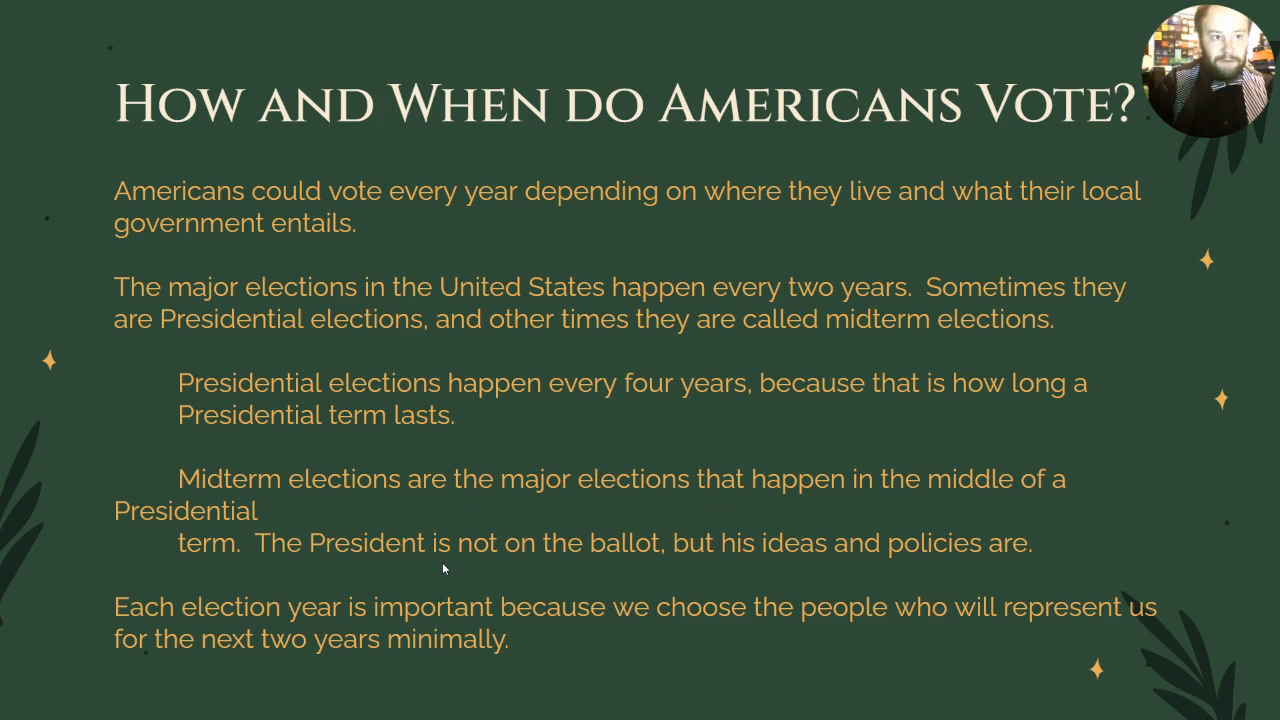 How and When do Americans Vote?
Americans could vote every year depending on where they live and what their local
government entails.
The major elections in the United States happen every two years.  Sometimes they
are Presidential elections, and other times they are called midterm elections.
Presidential elections happen every four years, because that is how long a
Presidential term lasts.
Midterm elections are the major elections that happen in the middle of a
Presidential
term.  The President is not on the ballot, but his ideas and policies are.
Each election year is important because we choose the people who will represent us
for the next two years minimally.